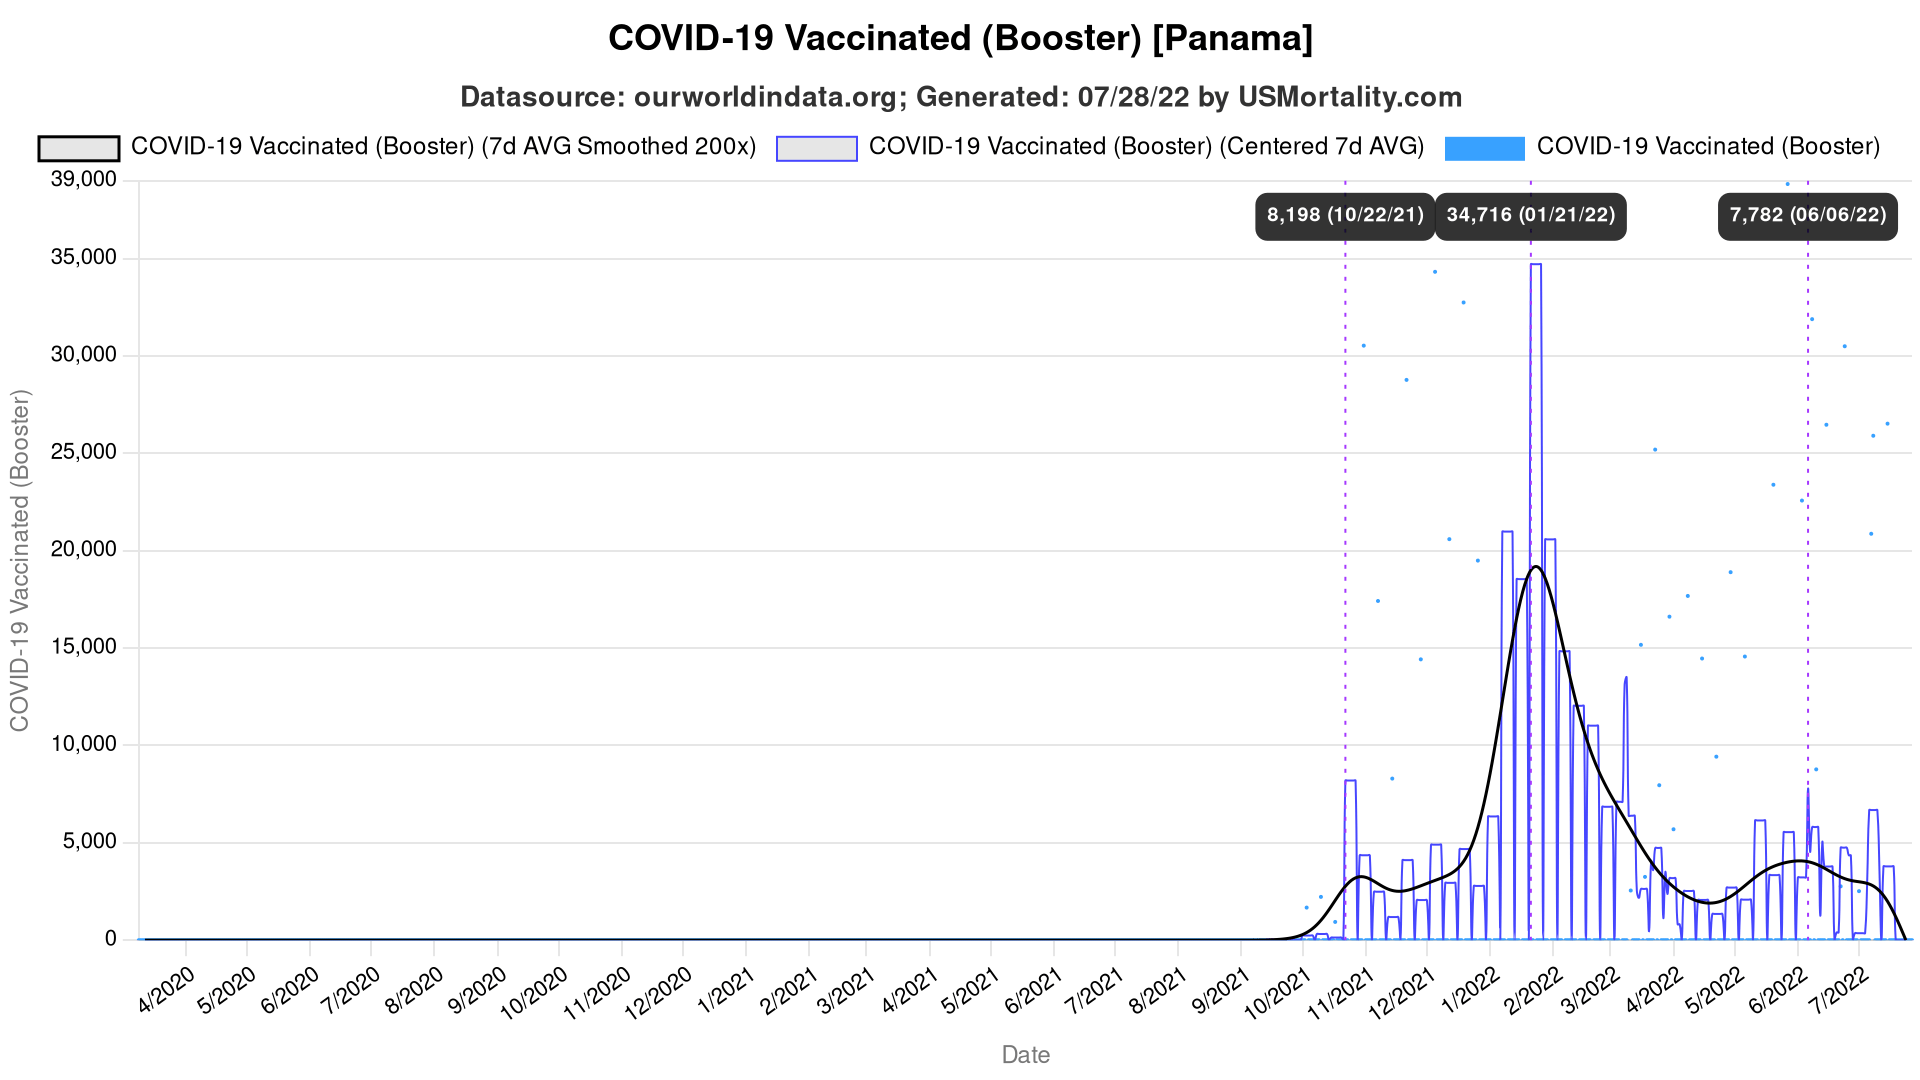 COVID-19 Vaccinated (Booster) [Panama]
Datasource: ourworldindata.org; Generated: 07/28/22 by USMortality.com
COVID-19 Vaccinated (Booster) (7d AVG Smoothed 200x) COVID-19 Vaccinated (Booster) (Centered 7d AVG) COVID-19 Vaccinated (Booster)
39,000
8,198 (10/22/21) 34,716 (01/21/22) 7,782 (06/06/22)
35,000
30,000
25,000
20,000
15,000
10,000
5,000
0
COVID-19 Vaccinated (Booster)
4/2020 5/2020 6/2020 7/2020 8/2020 9/2020 10/2020 11/2020 12/2020 1/2021 2/2021 3/2021 4/2021 5/2021 6/2021 7/2021 8/2021 9/2021 10/2021 11/2021 12/2021 1/2022 2/2022 3/2022 4/2022 5/2022 6/2022 7/2022
Date